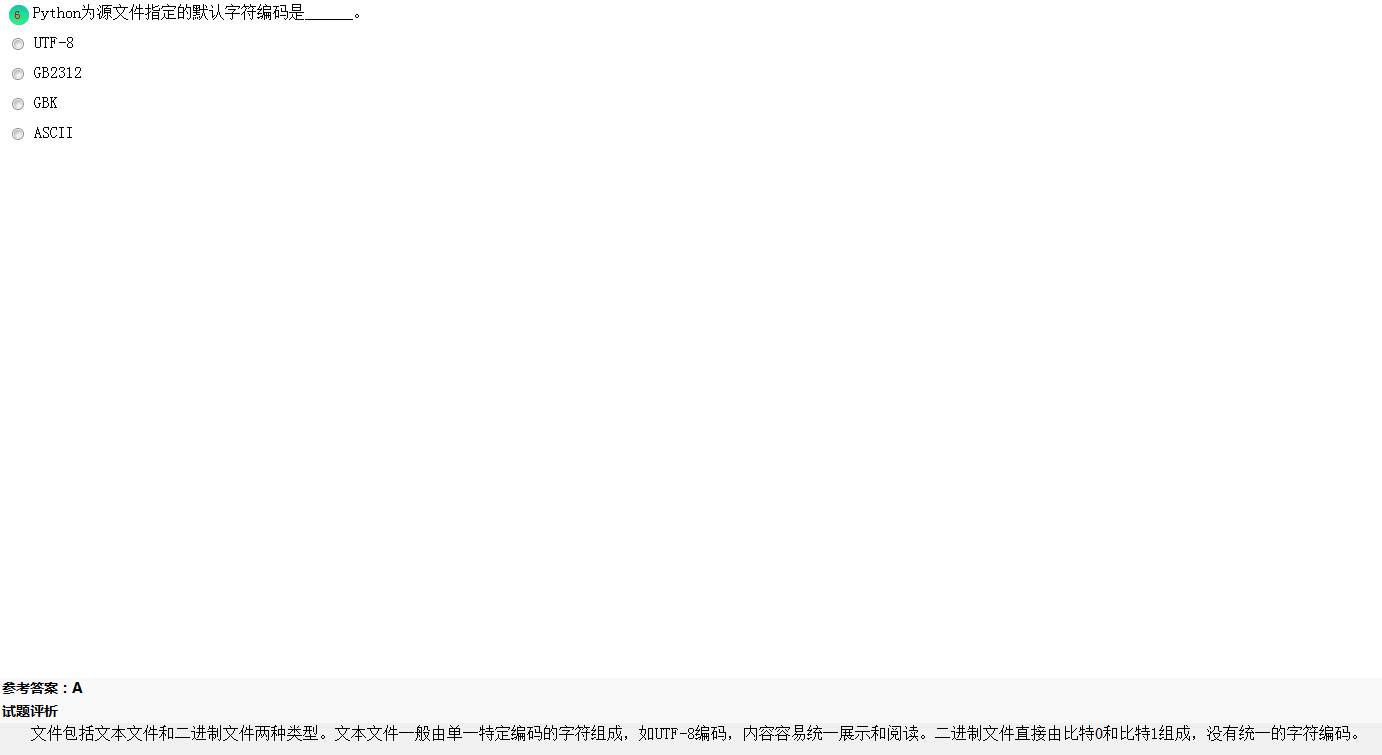 6 Python为源文件指定的默认字符编码是______。
UTF-8
GB2312
GBK
ASCII
参考答案：A
试题评析
文件包括文本文件和二进制文件两种类型。文本文件一般由单一特定编码的字符组成，如UTF-8编码，内容容易统一展示和阅读。二进制文件直接由比特0和比特1组成，没有统一的字符编码。